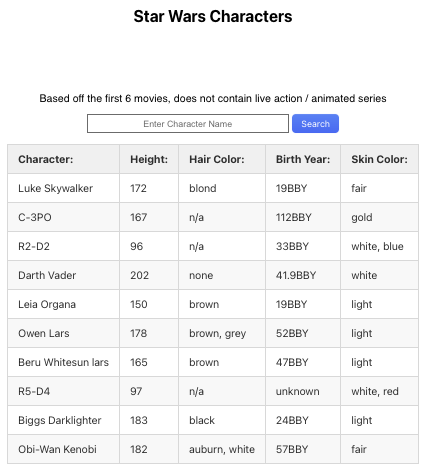 Star Wars Characters
Based off the first 6 movies, does not contain live action / animated series
Enter Character Name Search
Character: Height: Hair Color: Birth Year: Skin Color:
Luke Skywalker 172 blond 19BBY fair
C-3PO 167 n/a 112BBY gold
R2-D2 96 n/a 33BBY white, blue
Darth Vader 202 none 41.9BBY white
Leia Organa 150 brown 19BBY light
Owen Lars 178 brown, grey 52BBY light
Beru Whitesun lars 165 brown 47BBY light
R5-D4 97 n/a unknown white, red
Biggs Darklighter 183 black 24BBY light
Obi-Wan Kenobi 182 auburn, white 57BBY fair